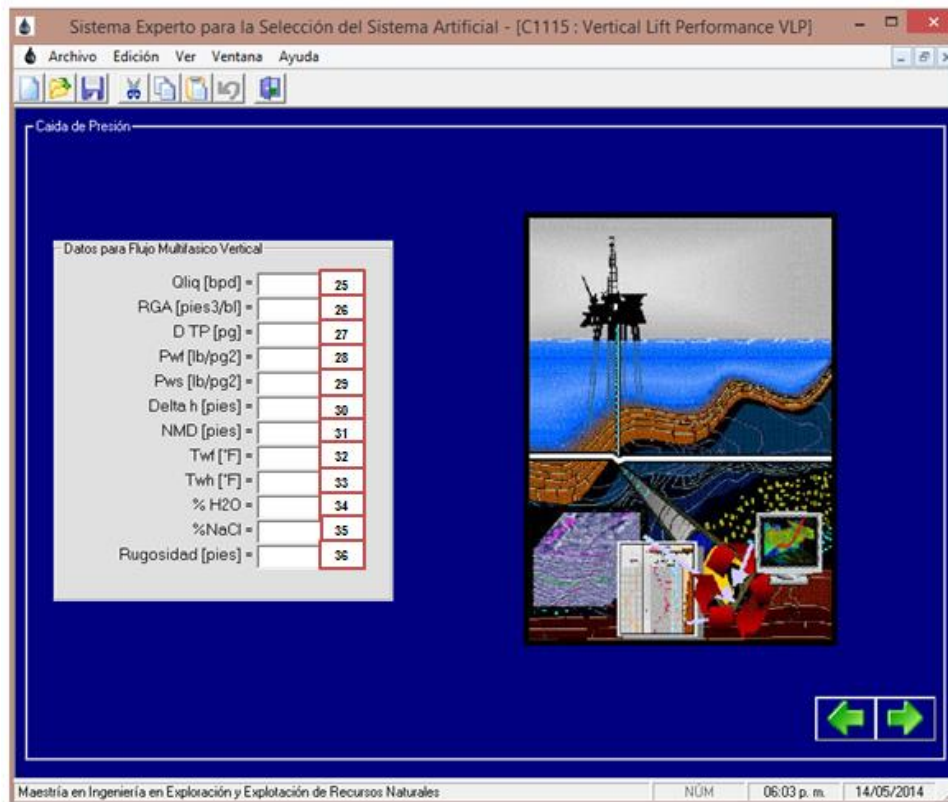 Sistema Experto para la Selección del Sistema Artificial - [C1115 : Vertical Lift Performance VLP]
Archivo Edición Ver Ventana Ayuda
Caida de Presión
Datos para Flujo Multifasico Vertical
Qliq [bpd] = 25
RGA [pies3/bl] = 26
D TP [pg] = 27
Pwf [lb/pg2] = 28
Pws [lb/pg2] = 29
Delta h [pies] = 30
NMD [pies] = 31
Twf [°F] = 32
Twh [°F] = 33
% H2O = 34
%NaCl = 35
Rugosidad [pies] = 36
Maestría en Ingeniería en Exploración y Explotación de Recursos Naturales NÚM 06:03 p. m. 14/05/2014